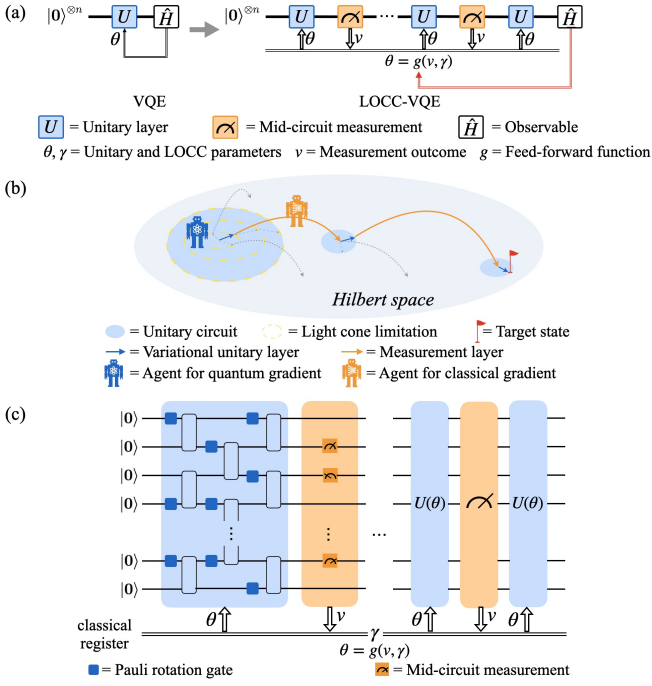 (a)
|0⟩⊗n U Ĥ |0⟩⊗n U ... U U Ĥ
θ θ v θ v θ
θ = g(v,γ)
VQE LOCC-VQE
U = Unitary layer = Mid-circuit measurement Ĥ = Observable
θ, γ = Unitary and LOCC parameters v = Measurement outcome g = Feed-forward function
(b)
Hilbert space
= Unitary circuit = Light cone limitation = Target state
= Variational unitary layer = Measurement layer
= Agent for quantum gradient = Agent for classical gradient
(c)
|0⟩
|0⟩
|0⟩
|0⟩ U(θ) U(θ)
... ... ...
|0⟩
|0⟩
classical register θ v γ θ v θ
θ = g(v,γ)
= Pauli rotation gate = Mid-circuit measurement